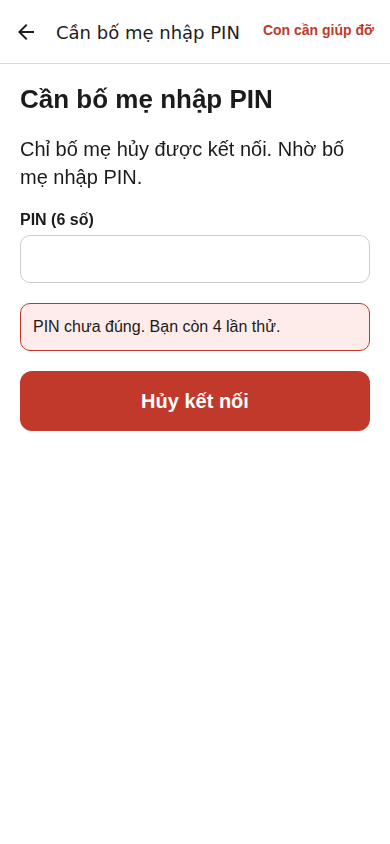 Cần bố mẹ nhập PIN
Con cần giúp đỡ
Cần bố mẹ nhập PIN
Chỉ bố mẹ hủy được kết nối. Nhờ bố
mẹ nhập PIN.
PIN (6 số)
PIN chưa đúng. Bạn còn 4 lần thử.
Hủy kết nối